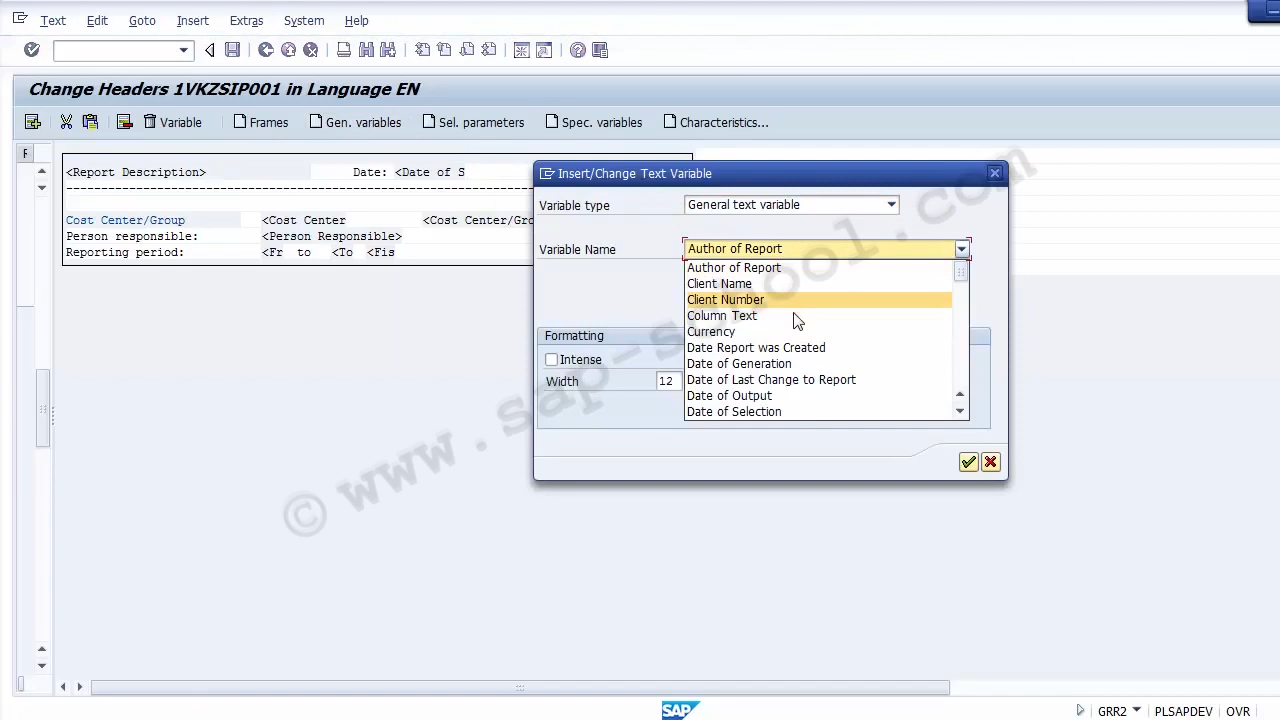 Text Edit Goto Insert Extras System Help
Change Headers 1VKZSIP001 in Language EN
Variable Frames Gen. variables Sel. parameters Spec. variables Characteristics...
F
<Report Description> Date: <Date of S
--------------------------------------------------------
Cost Center/Group <Cost Center <Cost Center/Gro
Person responsible: <Person Responsible>
Reporting period: <Fr to <To <Fis
Insert/Change Text Variable
Variable type General text variable
Variable Name Author of Report
Author of Report
Client Name
Client Number
Column Text
Currency
Date Report was Created
Date of Generation
Date of Last Change to Report
Date of Output
Date of Selection
Formatting
Intense
Width 12
© www.sap-school.com
SAP
GRR2 PLSAPDEV OVR